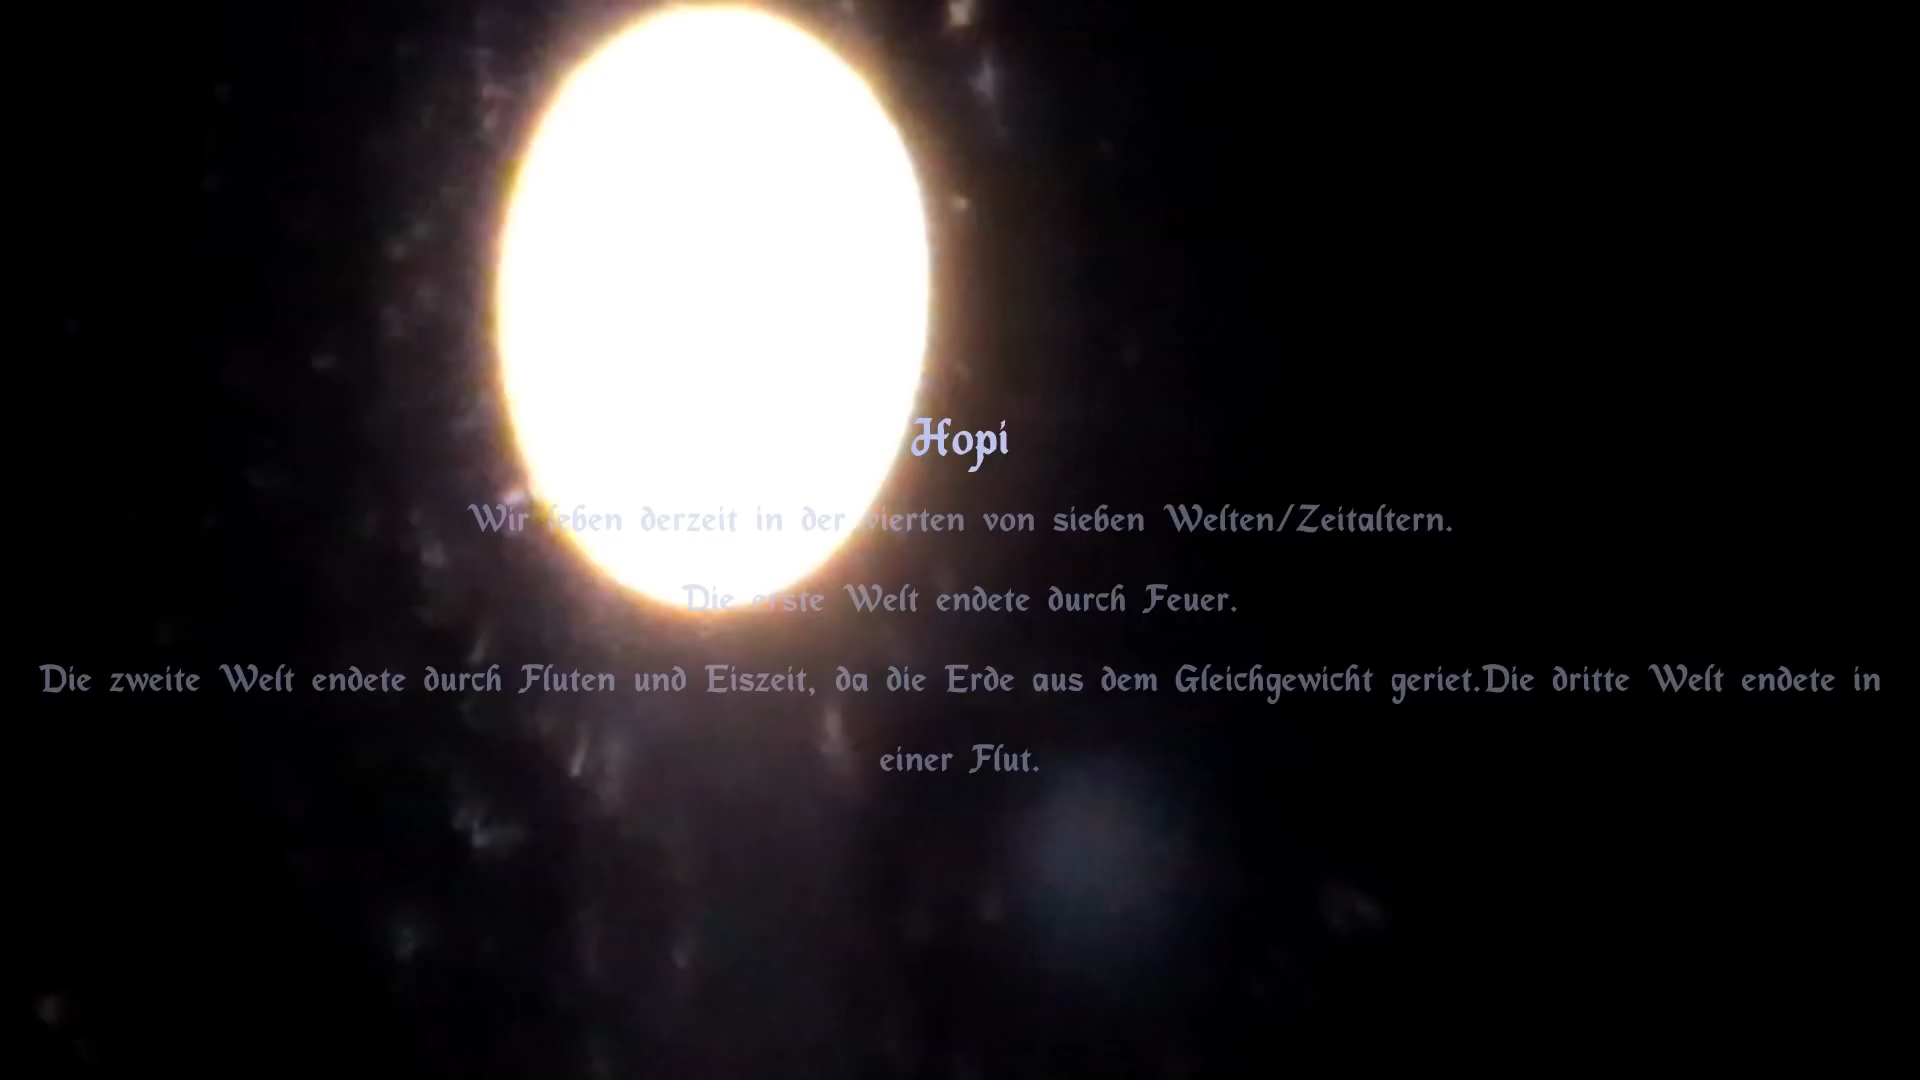 Hopi
Wir leben derzeit in der vierten von sieben Welten/Zeitaltern.
Die erste Welt endete durch Feuer.
Die zweite Welt endete durch Fluten und Eiszeit, da die Erde aus dem Gleichgewicht geriet.Die dritte Welt endete in
einer Flut.